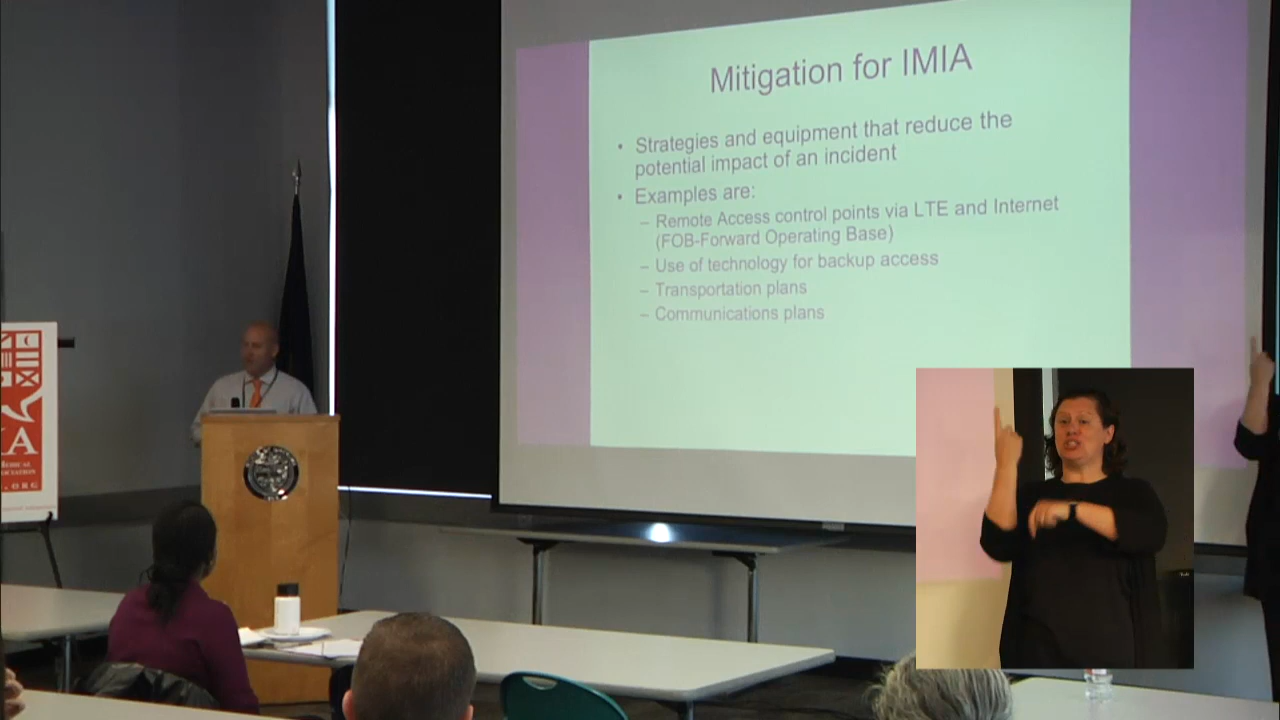 Mitigation for IMIA
• Strategies and equipment that reduce the
potential impact of an incident
• Examples are:
– Remote Access control points via LTE and Internet
(FOB-Forward Operating Base)
– Use of technology for backup access
– Transportation plans
– Communications plans
IA
.ORG